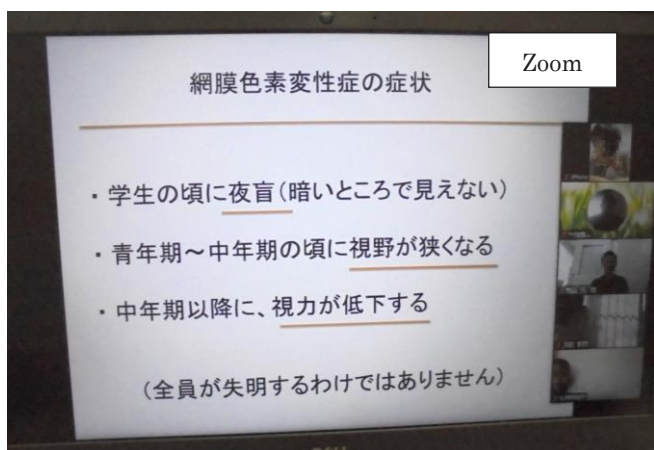 Zoom
網膜色素変性症の症状
・学生の頃に夜盲(暗いところで見えない)
・青年期～中年期の頃に視野が狭くなる
・中年期以降に、視力が低下する
(全員が失明するわけではありません)